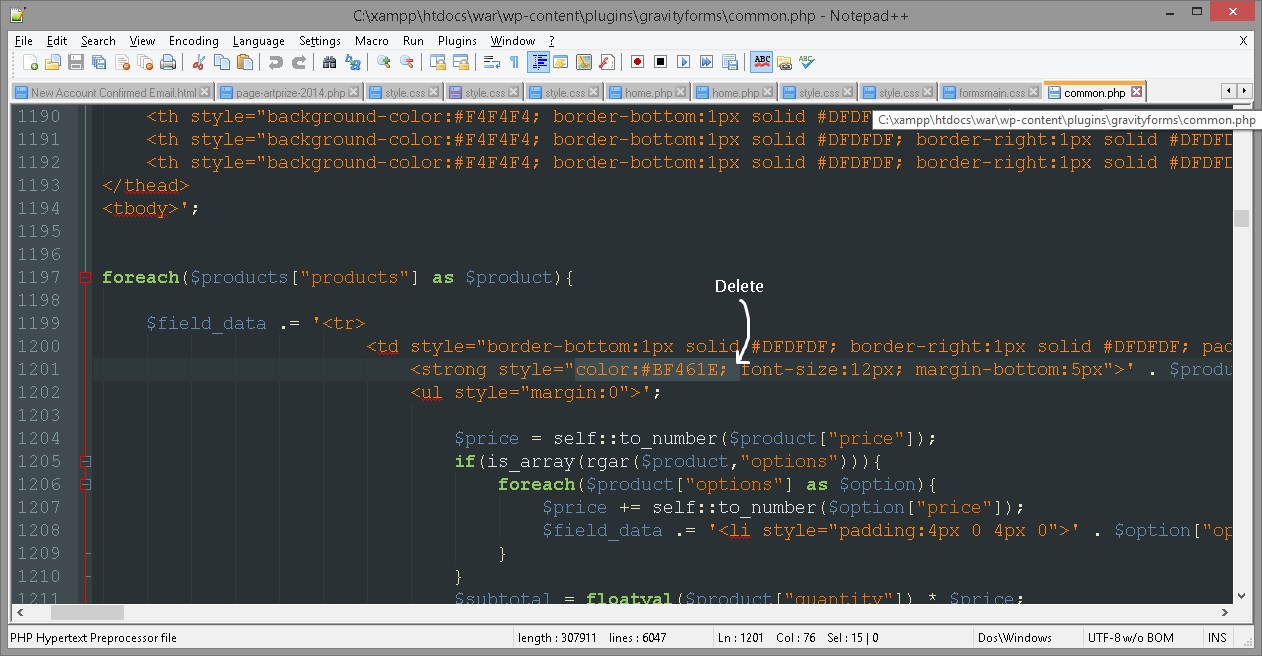 C:\xampp\htdocs\war\wp-content\plugins\gravityforms\common.php - Notepad++
File Edit Search View Encoding Language Settings Macro Run Plugins Window ? X
New Account Confirmed Email.html page-artprize-2014.php style.css style.css style.css home.php home.php style.css style.css formsmain.css common.php
C:\xampp\htdocs\war\wp-content\plugins\gravityforms\common.php
1190 <th style="background-color:#F4F4F4; border-bottom:1px solid #DFDF
1191 <th style="background-color:#F4F4F4; border-bottom:1px solid #DFDFDF; border-right:1px solid #DFDFD
1192 <th style="background-color:#F4F4F4; border-bottom:1px solid #DFDFDF; border-right:1px solid #DFDFD
1193 </thead>
1194 <tbody>';
1195
1196
1197 foreach($products["products"] as $product){
Delete
1198
1199 $field_data .= '<tr>
1200 <td style="border-bottom:1px solid #DFDFDF; border-right:1px solid #DFDFDF; pad
1201 <strong style="color:#BF461E; font-size:12px; margin-bottom:5px">' . $produ
1202 <ul style="margin:0">';
1203
1204 $price = self::to_number($product["price"]);
1205 if(is_array(rgar($product,"options"))){
1206 foreach($product["options"] as $option){
1207 $price += self::to_number($option["price"]);
1208 $field_data .= '<li style="padding:4px 0 4px 0">' . $option["op
1209 }
1210 }
1211 $subtotal = floatval($product["quantity"]) * $price;
PHP Hypertext Preprocessor file length : 307911 lines : 6047 Ln : 1201 Col : 76 Sel : 15 | 0 Dos\Windows UTF-8 w/o BOM INS